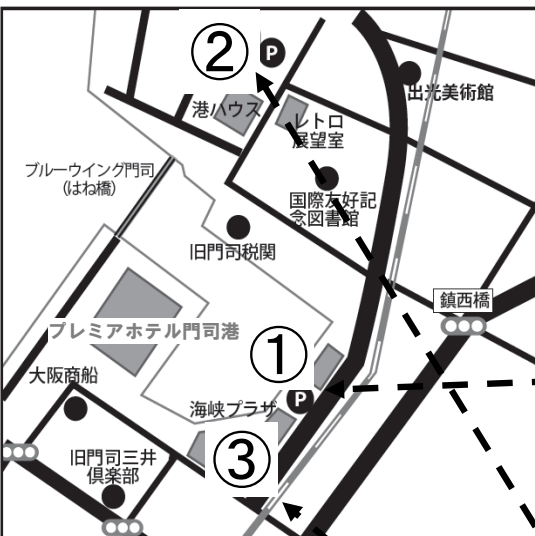 ②
P
出光美術館
港ハウス
レトロ
展望室
ブルーウイング門司
(はね橋)
国際友好記
念図書館
旧門司税関
鎮西橋
プレミアホテル門司港
①
大阪商船
P
海峡プラザ
旧門司三井
倶楽部
③